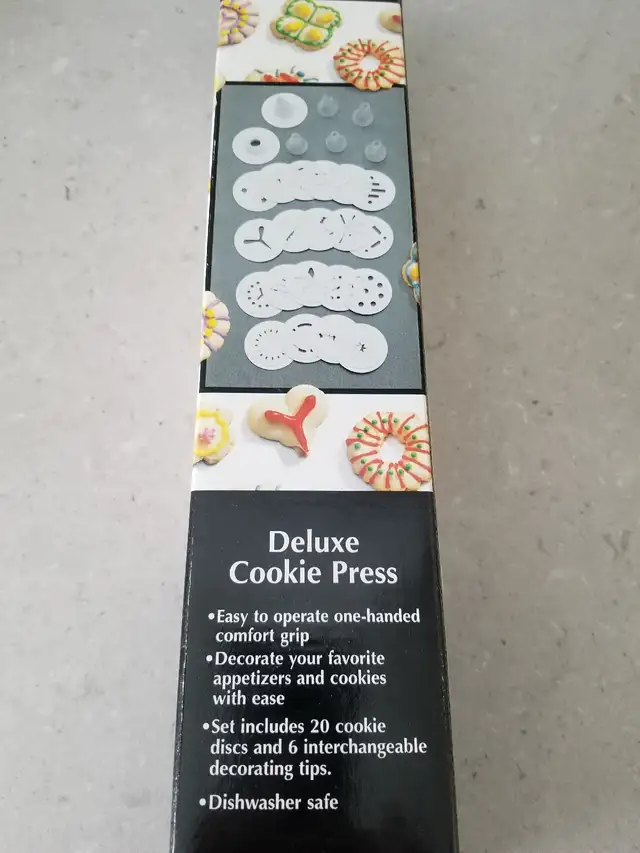 Deluxe
Cookie Press
•Easy to operate one-handed
comfort grip
•Decorate your favorite
appetizers and cookies
with ease
•Set includes 20 cookie
discs and 6 interchangeable
decorating tips.
•Dishwasher safe